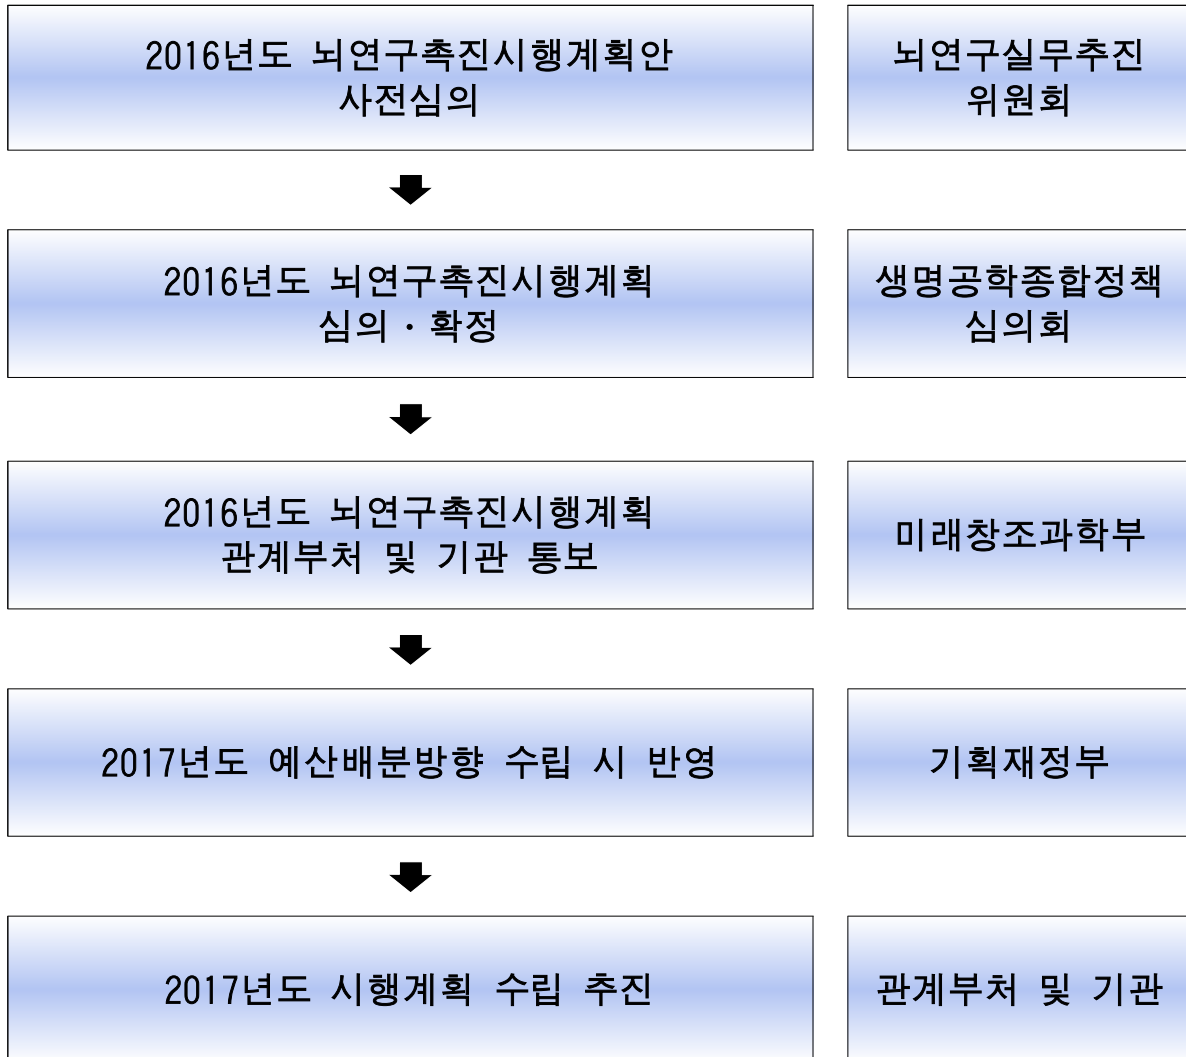 2016년도 뇌연구촉진시행계획안
사전심의
뇌연구실무추진
위원회
2016년도 뇌연구촉진시행계획
심의·확정
생명공학종합정책
심의회
2016년도 뇌연구촉진시행계획
관계부처 및 기관 통보
미래창조과학부
2017년도 예산배분방향 수립 시 반영
기획재정부
2017년도 시행계획 수립 추진
관계부처 및 기관